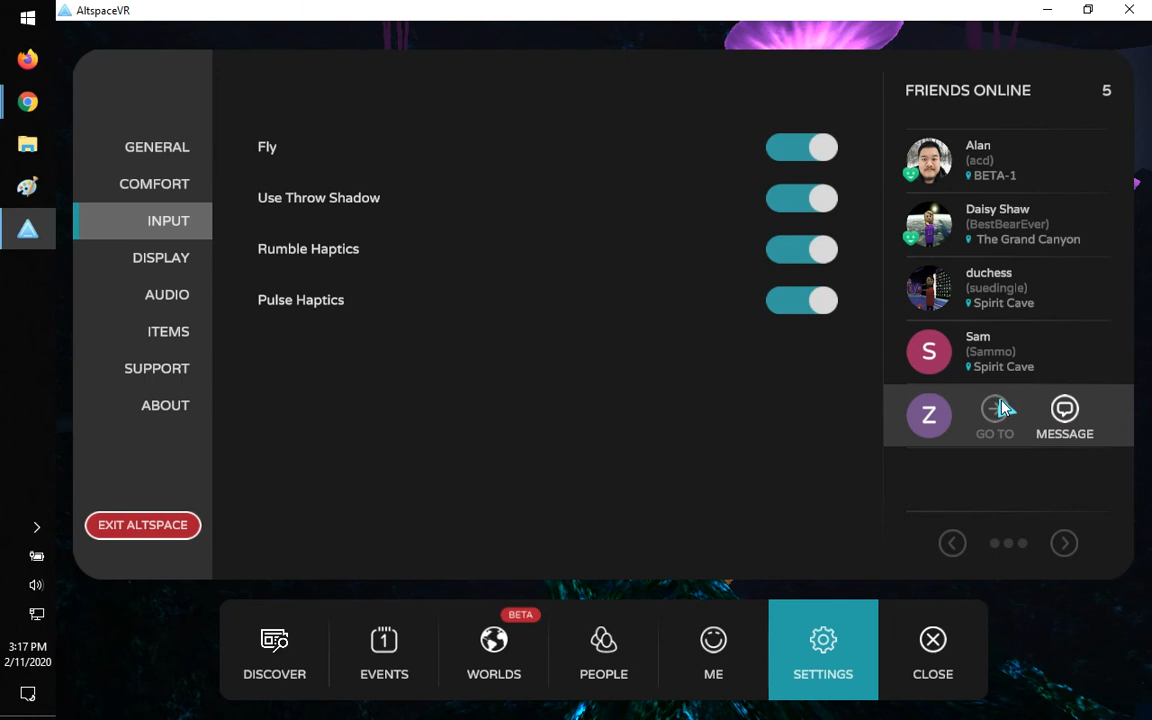 AltspaceVR
GENERAL
COMFORT
INPUT
DISPLAY
AUDIO
ITEMS
SUPPORT
ABOUT
EXIT ALTSPACE
Fly
Use Throw Shadow
Rumble Haptics
Pulse Haptics
FRIENDS ONLINE 5
Alan
(acd)
BETA-1
Daisy Shaw
(BestBearEver)
The Grand Canyon
duchess
(suedingle)
Spirit Cave
S
Sam
(Sammo)
Spirit Cave
Z
GO TO
MESSAGE
BETA
1
DISCOVER
EVENTS
WORLDS
PEOPLE
ME
SETTINGS
CLOSE
3:17 PM
2/11/2020